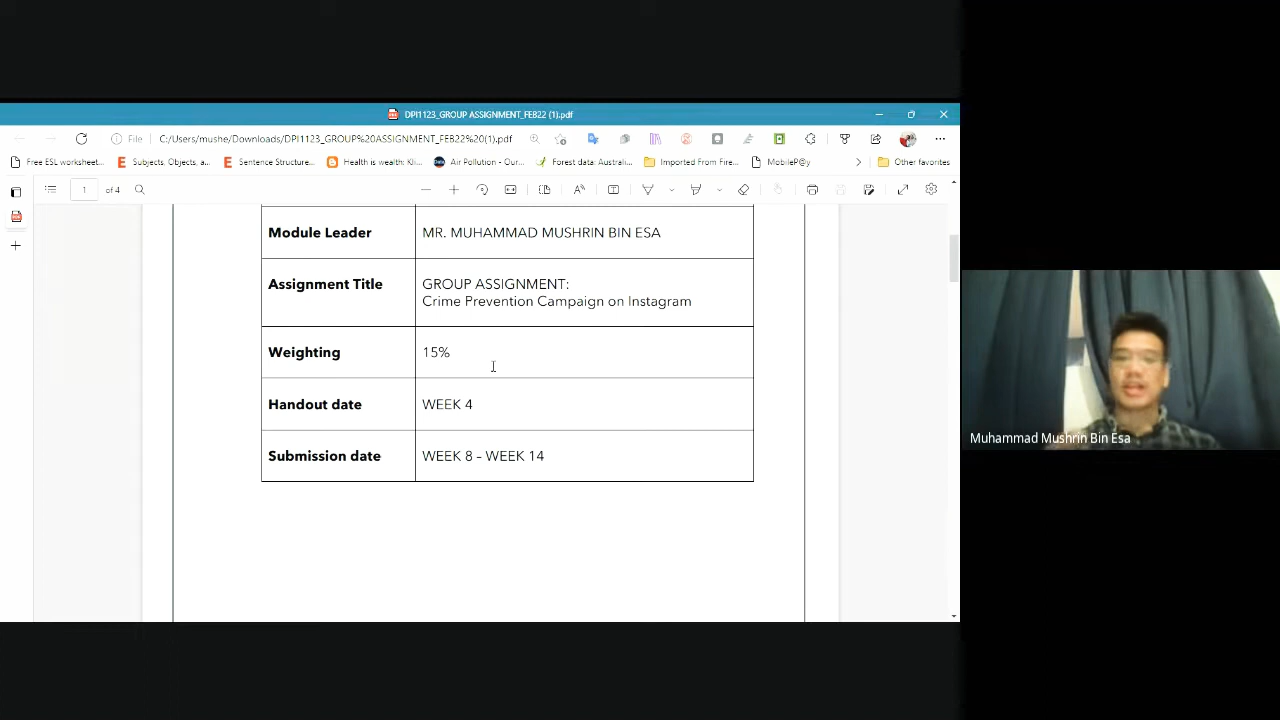 DPI1123_GROUP ASSIGNMENT_FEB22 (1).pdf
File C:/Users/mushe/Downloads/DPI1123_GROUP%20ASSIGNMENT_FEB22%20(1).pdf
Free ESL worksheet... Subjects: Objects, a... Sentence Structure... Health is wealth: Kli... Air Pollution - Our... Forest data: Australi... Imported From Fire... MobileP@y Other favorites
1 of 4
Module Leader MR. MUHAMMAD MUSHRIN BIN ESA
Assignment Title GROUP ASSIGNMENT:
Crime Prevention Campaign on Instagram
Weighting 15%
Handout date WEEK 4
Submission date WEEK 8 – WEEK 14
Muhammad Mushrin Bin Esa